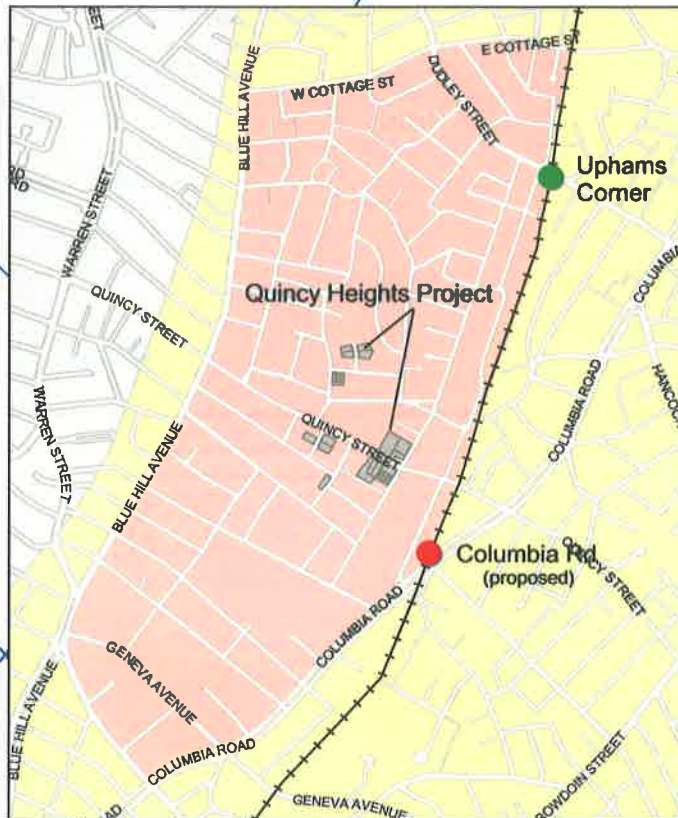 E COTTAGE ST
W COTTAGE ST
DUDLEY STREET
BLUE HILL AVENUE
Uphams
Corner
WARREN STREET
COLUMBIA
QUINCY STREET
Quincy Heights Project
COLUMBIA ROAD
WARREN STREET
QUINCY STREET
BLUE HILL AVENUE
Columbia Rd
(proposed)
STREET
COLUMBIA ROAD
GENEVA AVENUE
BLUE HILL AVENUE
COLUMBIA ROAD
BOWDOIN STREET
GENEVA AVENUE